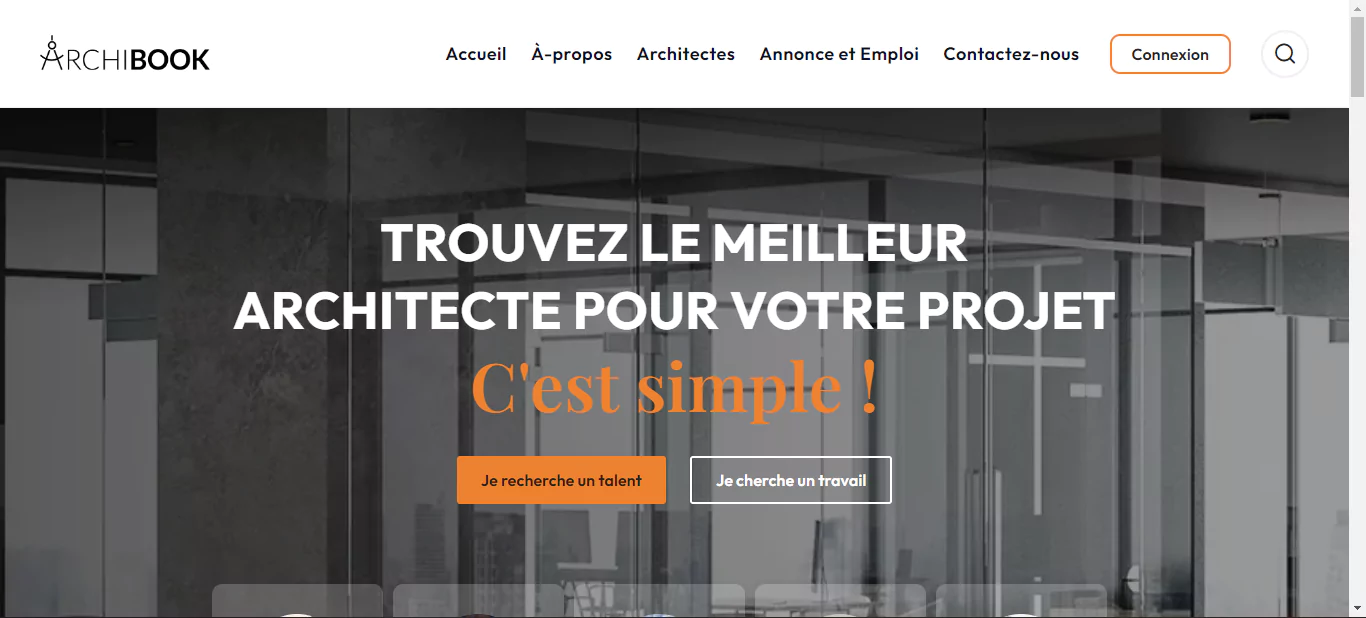 ARCHIBOOK
Accueil À-propos Architectes Annonce et Emploi Contactez-nous Connexion
TROUVEZ LE MEILLEUR
ARCHITECTE POUR VOTRE PROJET
C'est simple !
Je recherche un talent Je cherche un travail